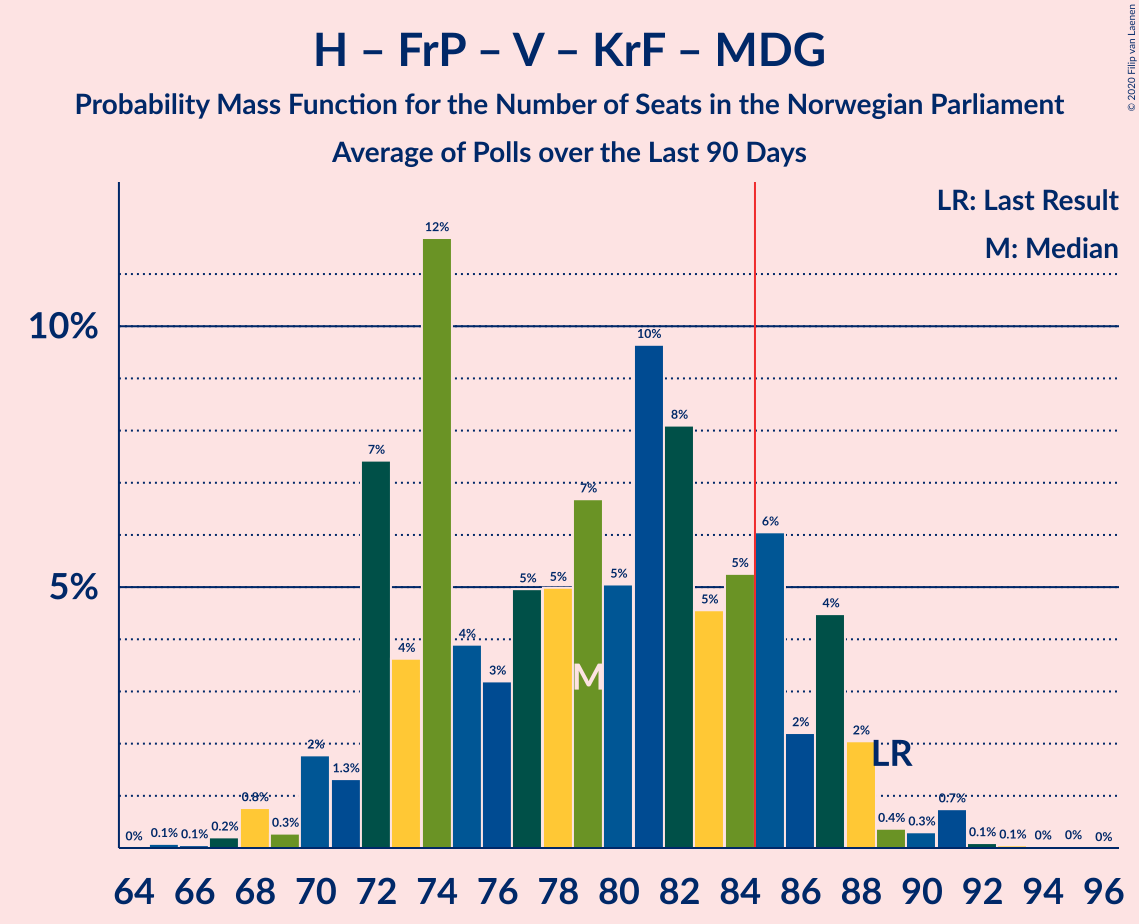 H – FrP – V – KrF – MDG
Probability Mass Function for the Number of Seats in the Norwegian Parliament
Average of Polls over the Last 90 Days
© 2020 Filip van Laenen
LR: Last Result
M: Median
10%
5%
0% 0.1% 0.1% 0.2% 0.8% 0.3% 2% 1.3% 7% 4% 12% 4% 3% 5% 5% 7% 5% 10% 8% 5% 5% 6% 2% 4% 2% 0.4% 0.3% 0.7% 0.1% 0.1% 0% 0% 0%
M
LR
64 66 68 70 72 74 76 78 80 82 84 86 88 90 92 94 96